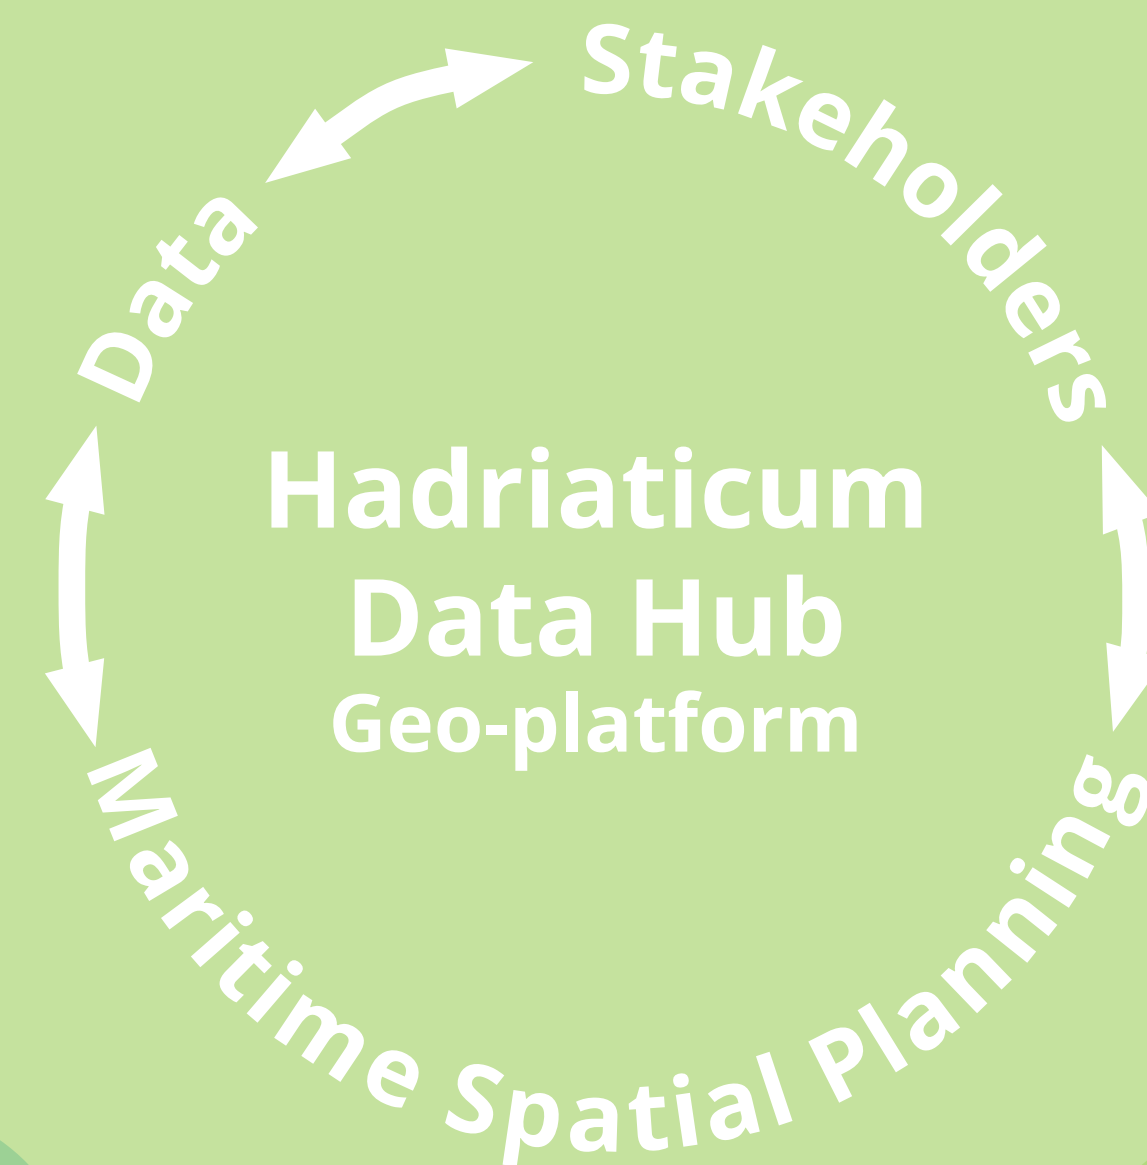 Stakeholders
Data
Hadriaticum
Data Hub
Geo-platform
Maritime Spatial Planning